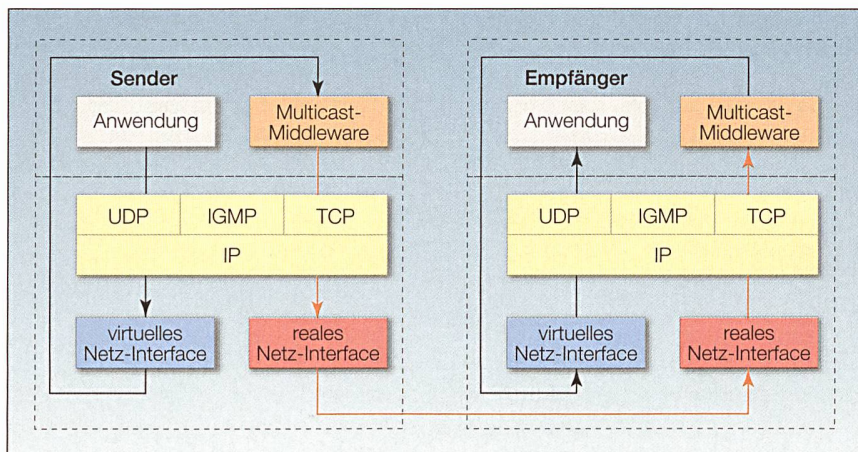 Sender
Anwendung
Multicast-
Middleware
UDP
IGMP
TCP
IP
virtuelles
Netz-Interface
reales
Netz-Interface
Empfänger
Anwendung
Multicast-
Middleware
UDP
IGMP
TCP
IP
virtuelles
Netz-Interface
reales
Netz-Interface